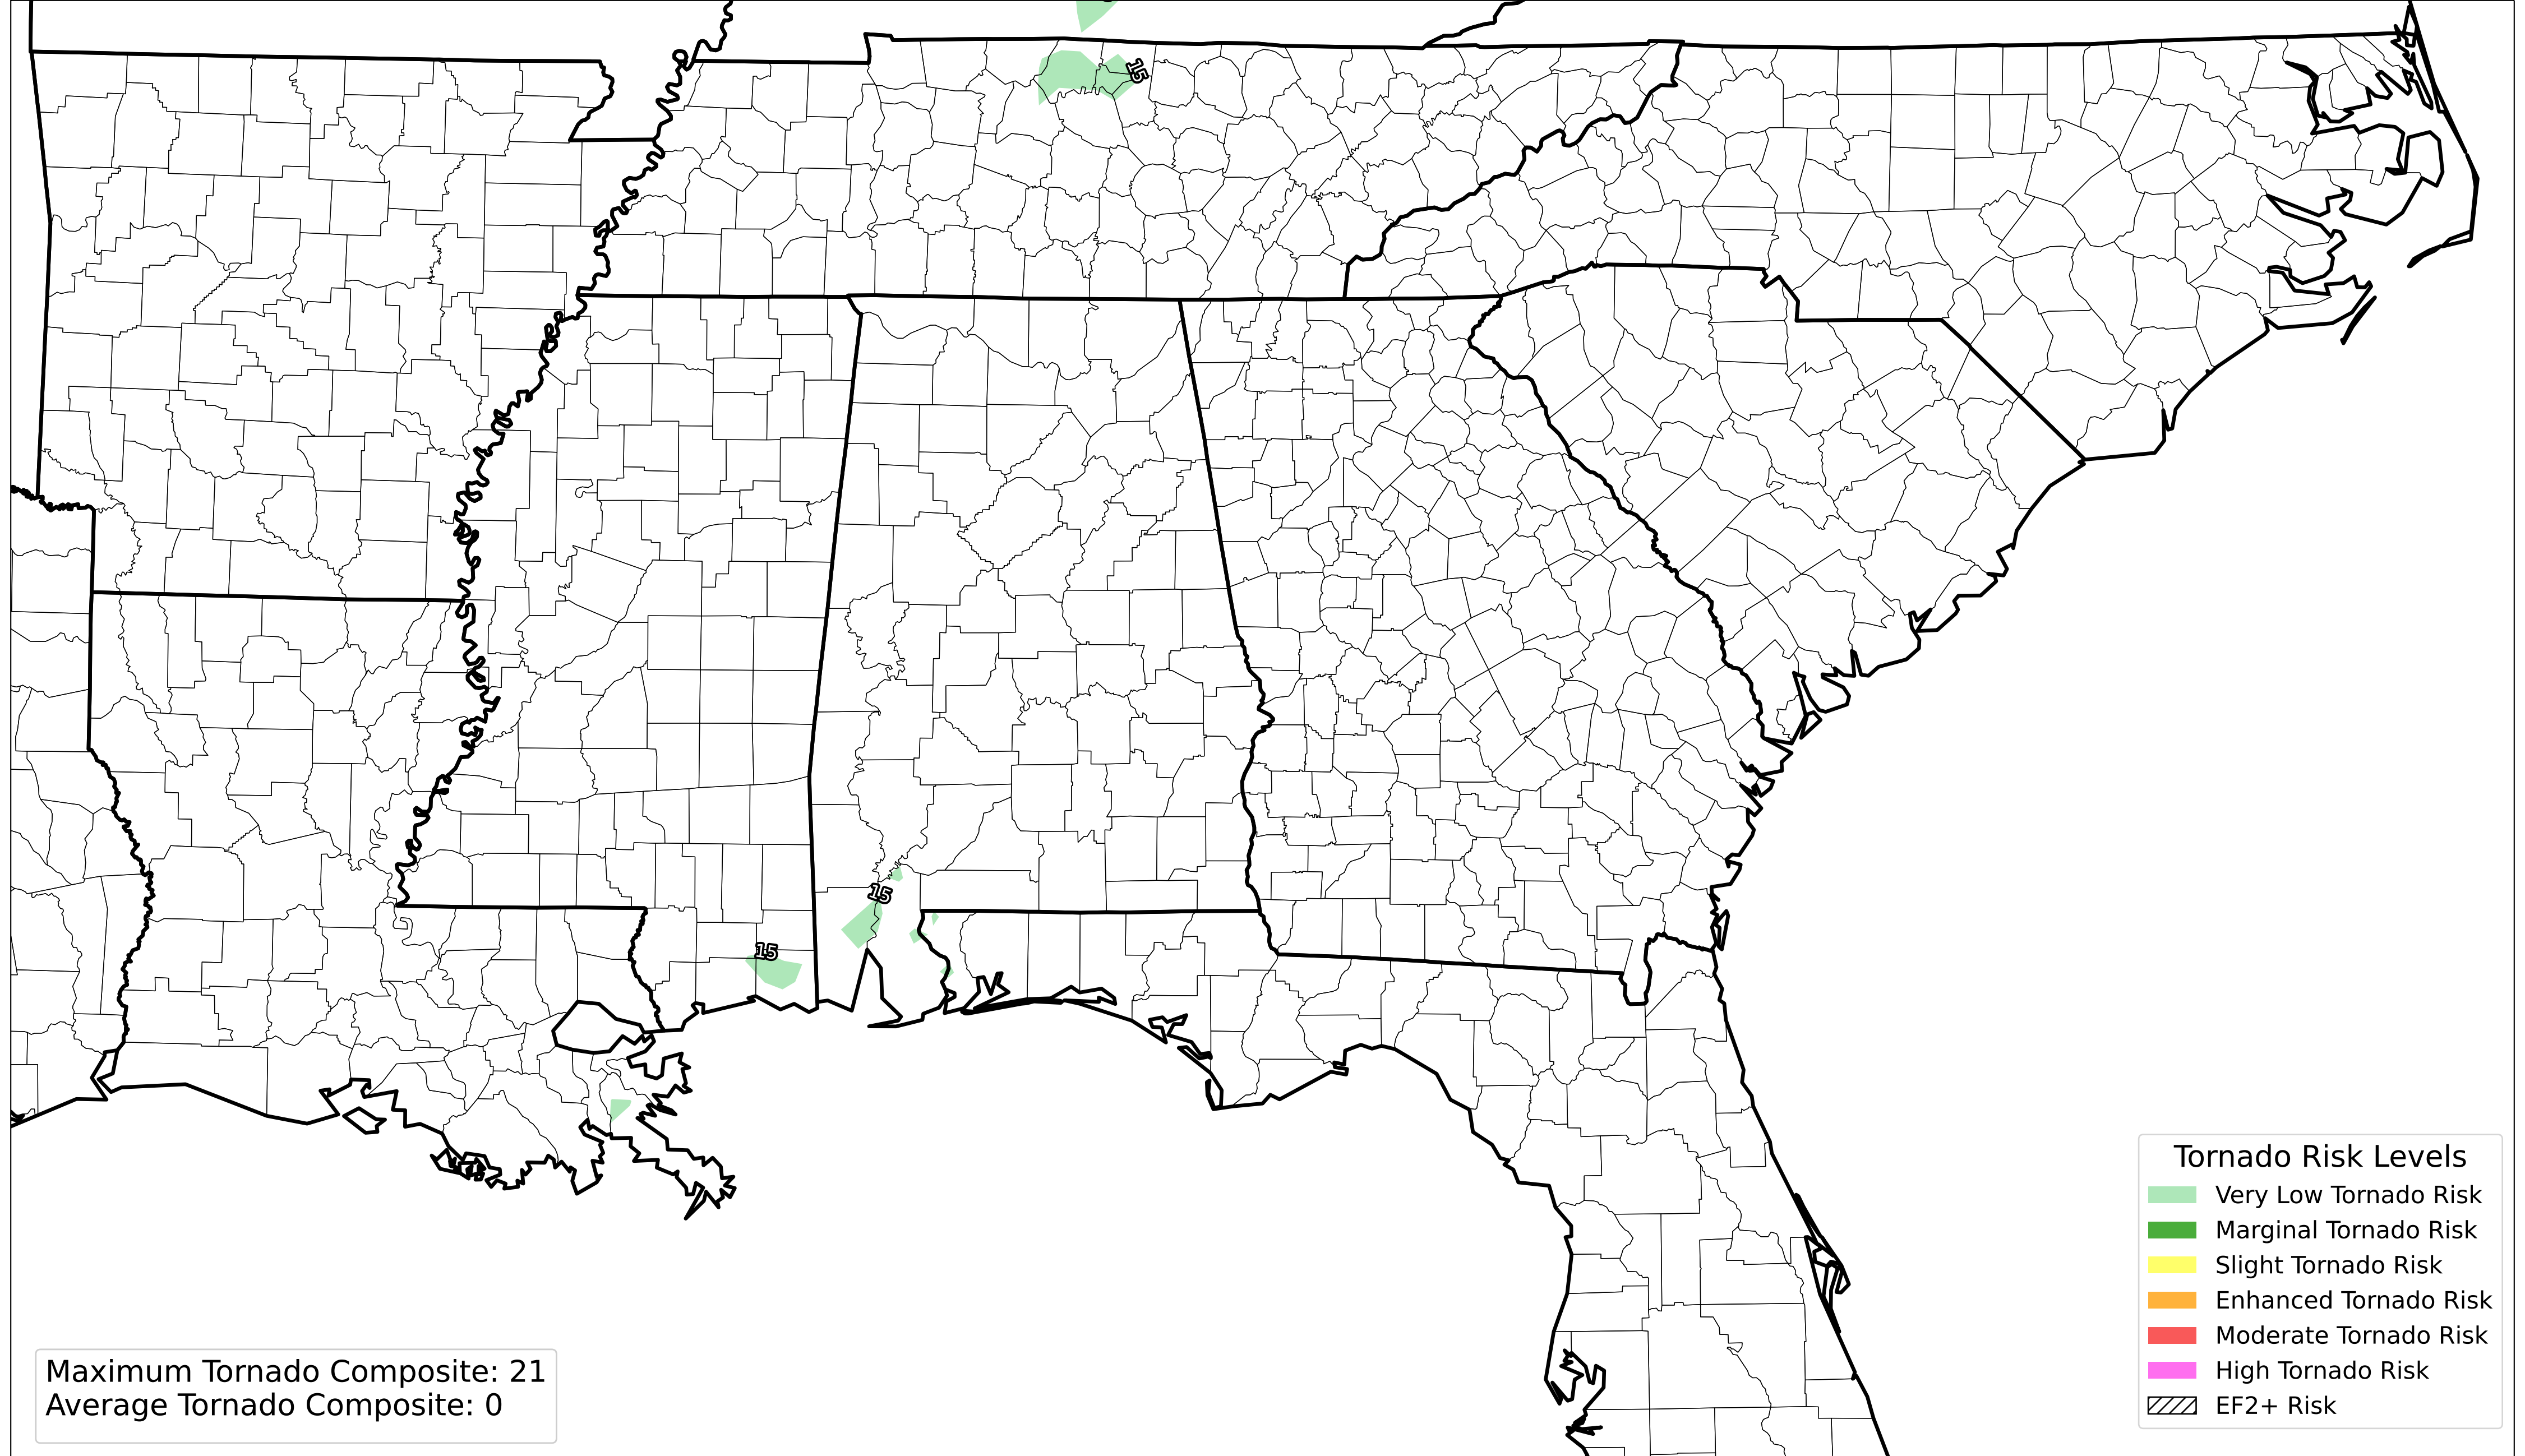 15
15
15
Tornado Risk Levels
Very Low Tornado Risk
Marginal Tornado Risk
Slight Tornado Risk
Enhanced Tornado Risk
Moderate Tornado Risk
High Tornado Risk
EF2+ Risk
Maximum Tornado Composite: 21
Average Tornado Composite: 0